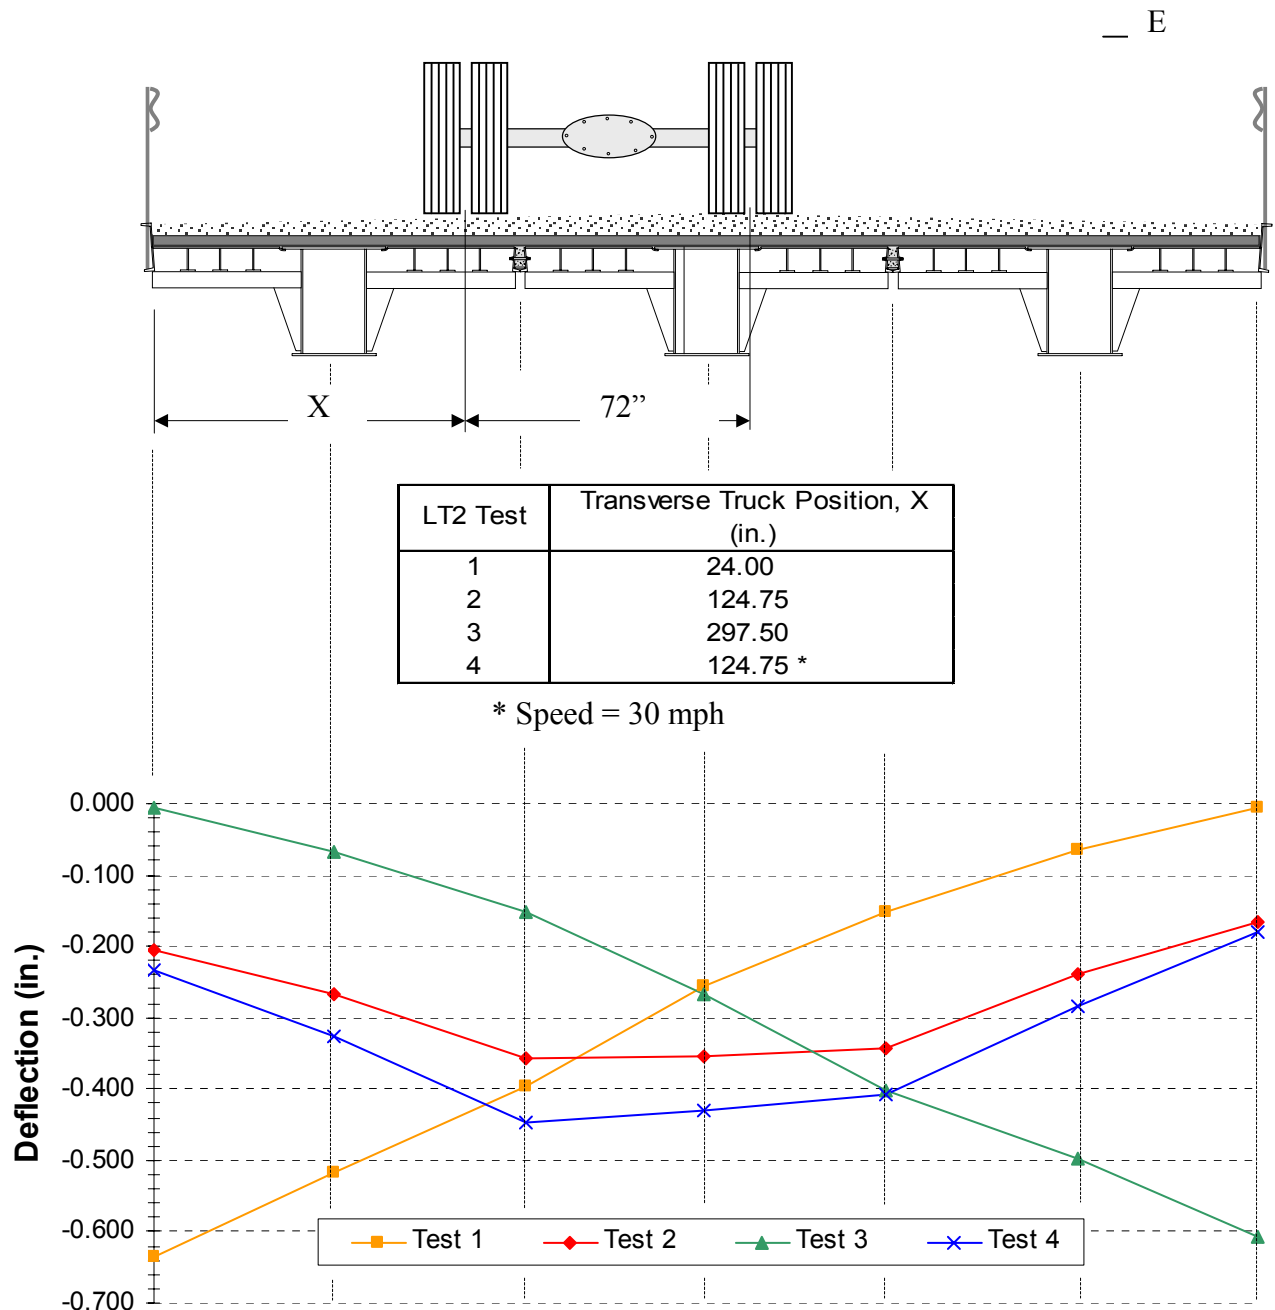 E
X
72”
LT2 Test
Transverse Truck Position, X
(in.)
1 24.00
2 124.75
3 297.50
4 124.75 *
* Speed = 30 mph
Deflection (in.)
0.000
-0.100
-0.200
-0.300
-0.400
-0.500
-0.600
-0.700
Test 1 Test 2 Test 3 Test 4